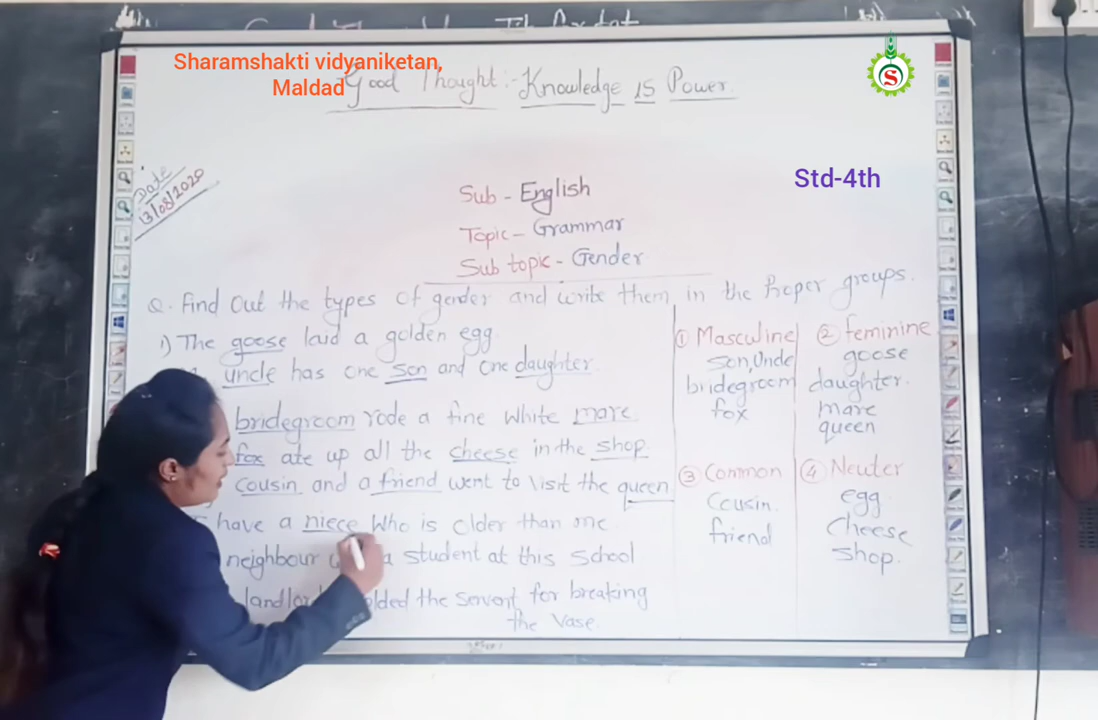 Sharamshakti vidyaniketan,
Maldad
Good Thought :- Knowledge is Power.
S
Std-4th
Date
13/08/2020
Sub - English
Topic - Grammar
Sub topic - Gender
Q. Find out the types of gender and write them in the Proper groups.
1) The goose laid a golden egg.
uncle has one son and one daughter.
bridegroom rode a fine white mare
fox ate up all the cheese in the shop
cousin and a friend went to visit the queen
have a niece who is older than me.
neighbour a student at this school
the servant for breaking
the vase.
① Masculine
son, Uncle
bridegroom
fox
② feminine
goose
daughter.
mare
queen
③ Common
Cousin.
friend
④ Neuter
egg
Cheese
Shop.